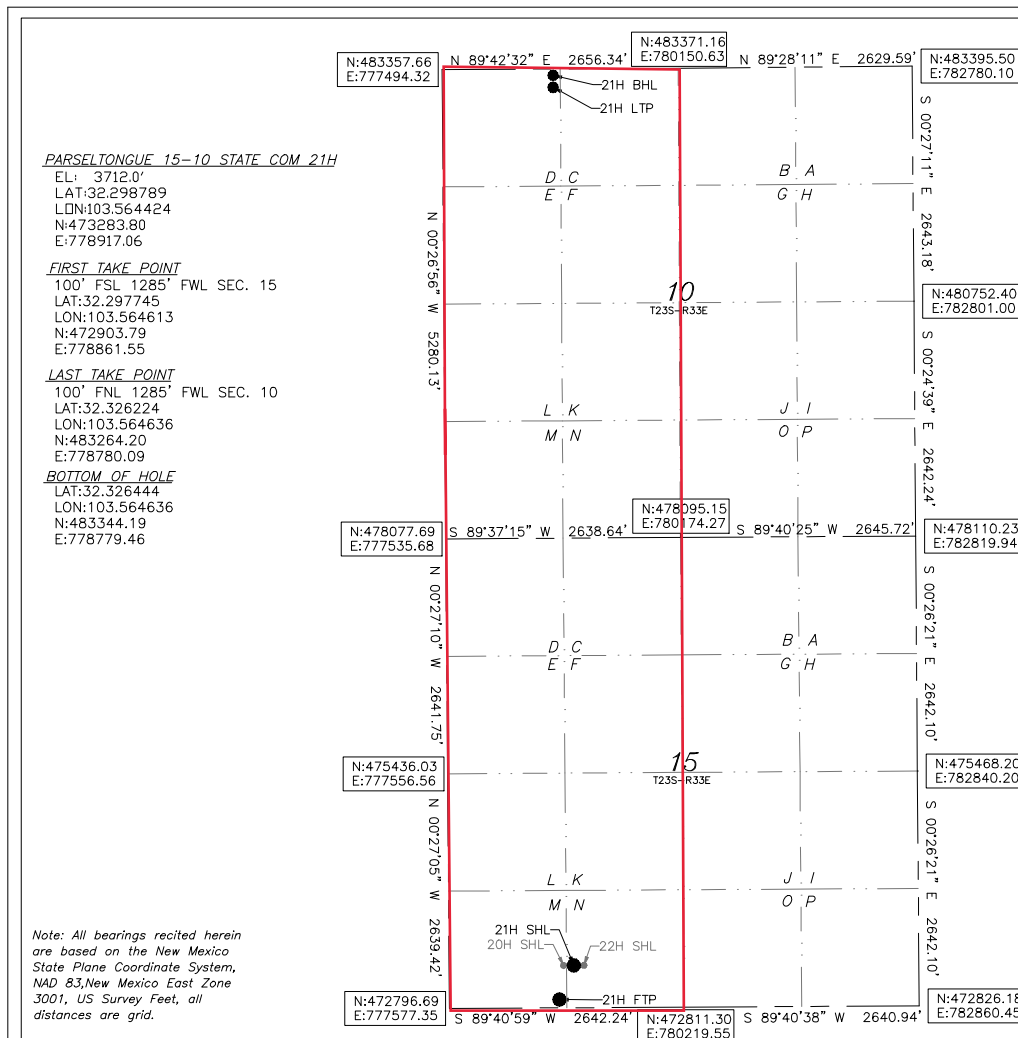 N:483357.66
E:777494.32
N 89°42'32" E 2656.34'
N:483371.16
E:780150.63
N 89°28'11" E 2629.59'
N:483395.50
E:782780.10
21H BHL
21H LTP
S 00°27'11" E 2643.18'
PARSELTONGUE 15-10 STATE COM 21H
EL: 3712.0'
LAT:32.298789
LON:103.564424
N:473283.80
E:778917.06
FIRST TAKE POINT
100' FSL 1285' FWL SEC. 15
LAT:32.297745
LON:103.564613
N:472903.79
E:778861.55
LAST TAKE POINT
100' FNL 1285' FWL SEC. 10
LAT:32.326224
LON:103.564636
N:483264.20
E:778780.09
BOTTOM OF HOLE
LAT:32.326444
LON:103.564636
N:483344.19
E:778779.46
D C
E F
B A
G H
N 00°26'56" W 5280.13'
10
T23S-R33E
N:480752.40
E:782801.00
S 00°24'39" E 2642.24'
L K
M N
J I
O P
N:478077.69
E:777535.68
S 89°37'15" W 2638.64'
N:478095.15
E:780174.27
S 89°40'25" W 2645.72'
N:478110.23
E:782819.94
N 00°27'10" W 2641.75'
S 00°26'21" E 2642.10'
D C
E F
B A
G H
N:475436.03
E:777556.56
15
T23S-R33E
N:475468.20
E:782840.20
N 00°27'05" W 2639.42'
S 00°26'21" E 2642.10'
L K
M N
J I
O P
21H SHL
20H SHL
22H SHL
21H FTP
Note: All bearings recited herein
are based on the New Mexico
State Plane Coordinate System,
NAD 83,New Mexico East Zone
3001, US Survey Feet, all
distances are grid.
N:472796.69
E:777577.35
S 89°40'59" W 2642.24'
N:472811.30
E:780219.55
S 89°40'38" W 2640.94'
N:472826.18
E:782860.45